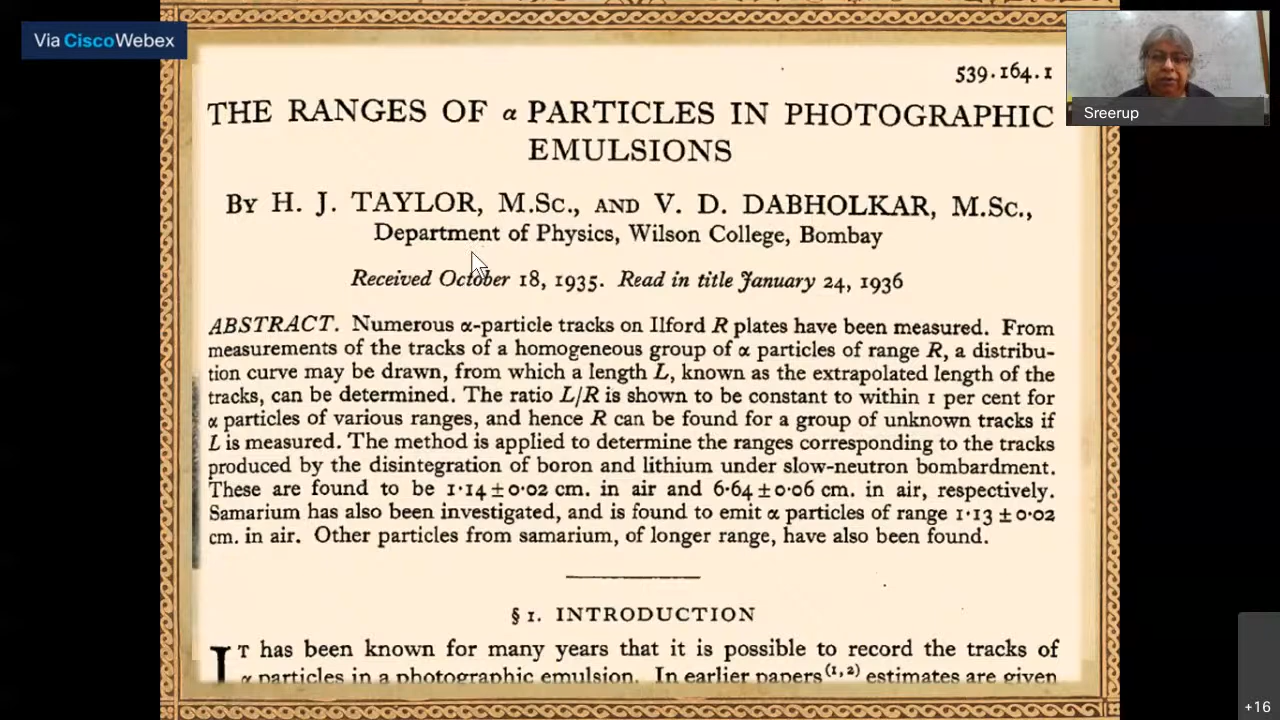 Via Cisco Webex
Sreerup
539.164.1
THE RANGES OF α PARTICLES IN PHOTOGRAPHIC
EMULSIONS
By H. J. TAYLOR, M.Sc., AND V. D. DABHOLKAR, M.Sc.,
Department of Physics, Wilson College, Bombay
Received October 18, 1935. Read in title January 24, 1936
ABSTRACT. Numerous α-particle tracks on Ilford R plates have been measured. From
measurements of the tracks of a homogeneous group of α particles of range R, a distribu-
tion curve may be drawn, from which a length L, known as the extrapolated length of the
tracks, can be determined. The ratio L/R is shown to be constant to within 1 per cent for
α particles of various ranges, and hence R can be found for a group of unknown tracks if
L is measured. The method is applied to determine the ranges corresponding to the tracks
produced by the disintegration of boron and lithium under slow-neutron bombardment.
These are found to be 1·14±0·02 cm. in air and 6·64±0·06 cm. in air, respectively.
Samarium has also been investigated, and is found to emit α particles of range 1·13±0·02
cm. in air. Other particles from samarium, of longer range, have also been found.
§ 1. INTRODUCTION
IT has been known for many years that it is possible to record the tracks of
α particles in a photographic emulsion. In earlier papers(1,2) estimates are given
+16